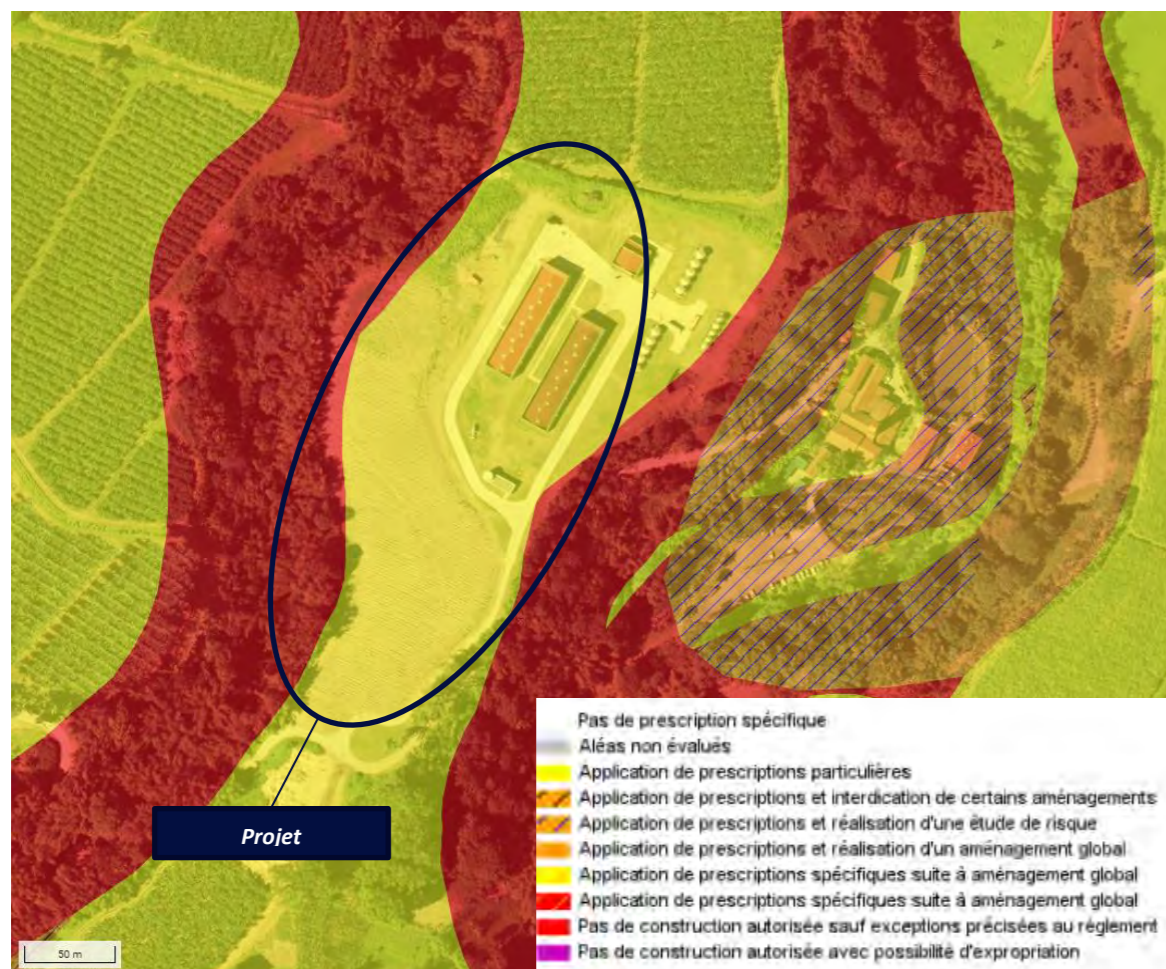 Pas de prescription spécifique
Aléas non évalués
Application de prescriptions particulières
Application de prescriptions et interdication de certains aménagements
Application de prescriptions et réalisation d'une étude de risque
Application de prescriptions et réalisation d'un aménagement global
Application de prescriptions spécifiques suite à aménagement global
Application de prescriptions spécifiques suite à aménagement global
Pas de construction autorisée sauf exceptions précisées au règlement
Pas de construction autorisée avec possibilité d'expropriation
Projet
50 m